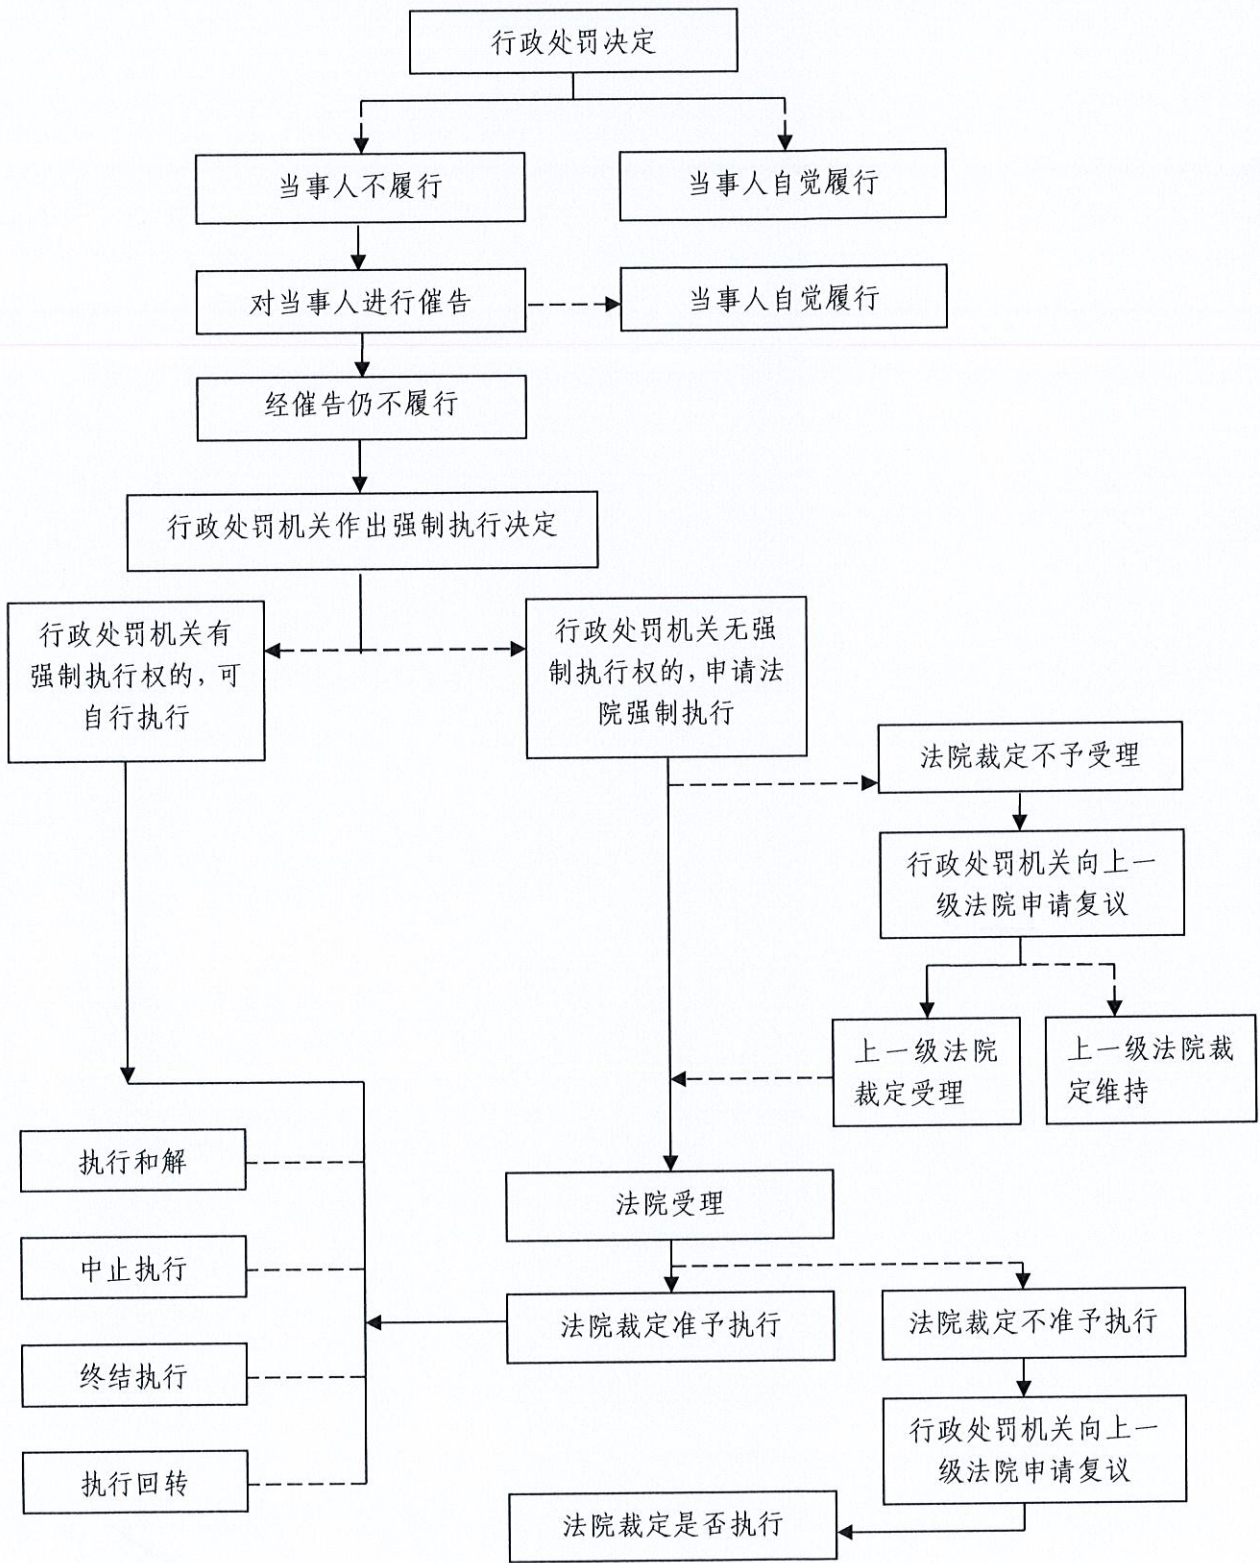 行政处罚决定
当事人不履行
当事人自觉履行
对当事人进行催告
当事人自觉履行
经催告仍不履行
行政处罚机关作出强制执行决定
行政处罚机关有
强制执行权的，可
自行执行
行政处罚机关无强
制执行权的，申请法
院强制执行
法院裁定不予受理
行政处罚机关向上一
级法院申请复议
上一级法院
裁定受理
上一级法院裁
定维持
执行和解
法院受理
中止执行
法院裁定准予执行
法院裁定不准予执行
终结执行
行政处罚机关向上一
级法院申请复议
执行回转
法院裁定是否执行